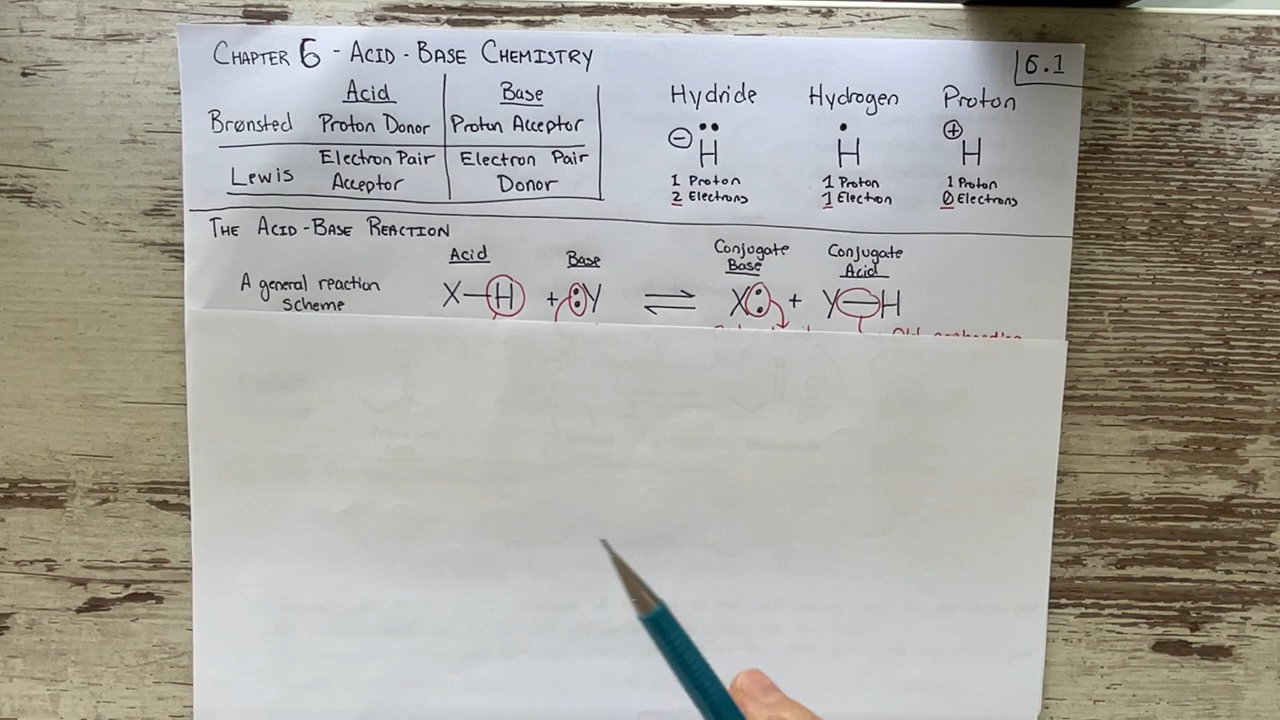 CHAPTER 6 - ACID-BASE CHEMISTRY
6.1
Acid Base
Brønsted Proton Donor Proton Acceptor
Lewis Electron Pair Acceptor Electron Pair Donor
Hydride Hydrogen Proton
⊖ H H ⊕ H
1 Proton 1 Proton 1 Proton
2 Electrons 1 Electron 0 Electrons
THE ACID-BASE REACTION
Acid Base Conjugate Base Conjugate Acid
A general reaction scheme
X—H + :Y ⇌ X: + Y—H